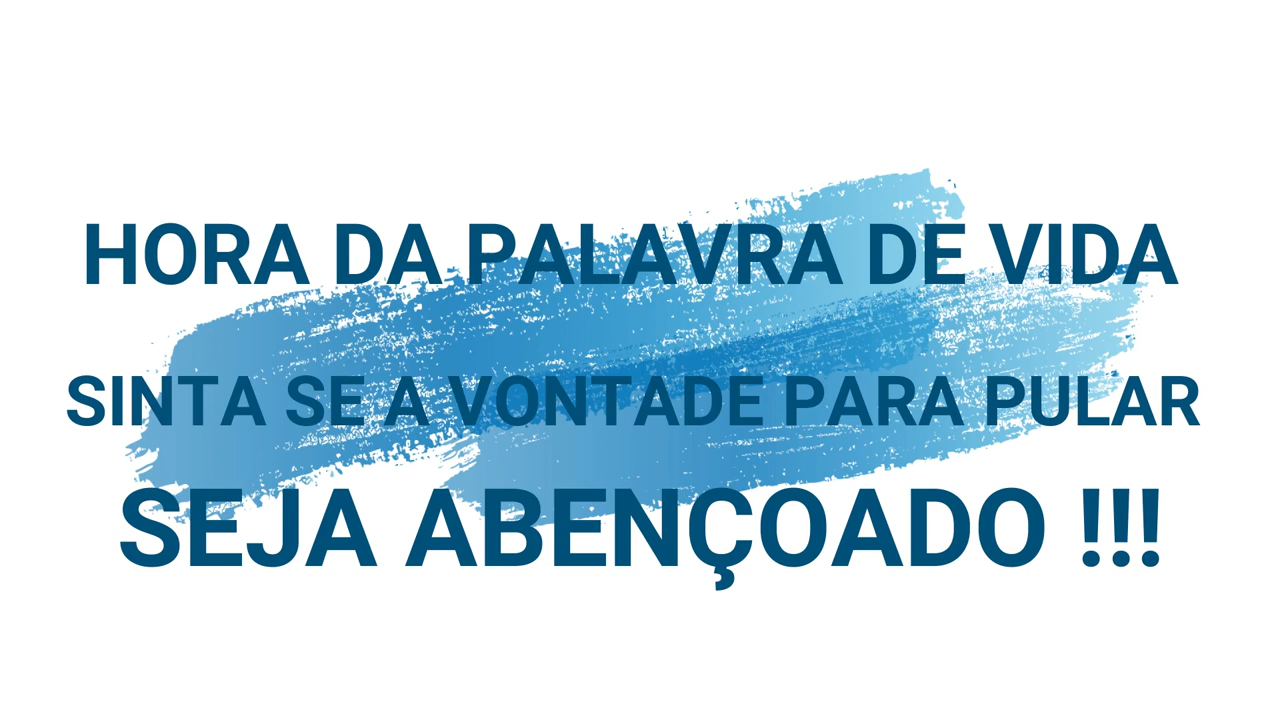 HORA DA PALAVRA DE VIDA
SINTA SE A VONTADE PARA PULAR
SEJA ABENÇOADO !!!